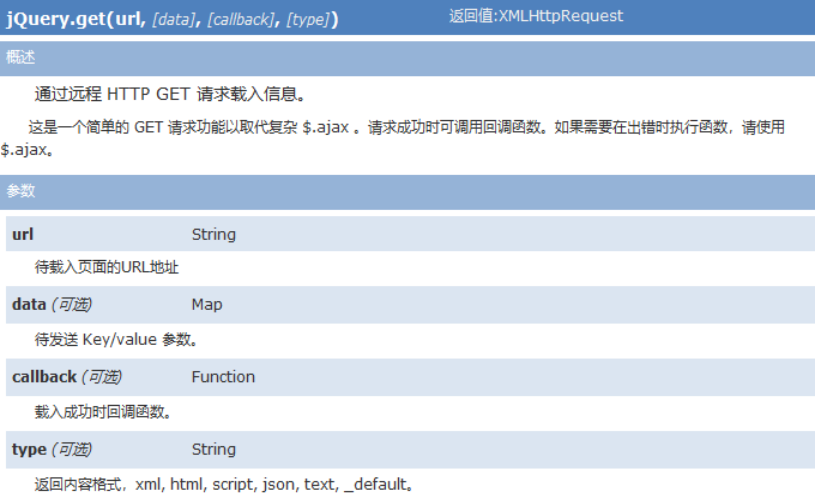 jQuery.get(url, [data], [callback], [type]) 返回值:XMLHttpRequest
概述
通过远程 HTTP GET 请求载入信息。
这是一个简单的 GET 请求功能以取代复杂 $.ajax 。请求成功时可调用回调函数。如果需要在出错时执行函数，请使用
$.ajax。
参数
url String
待载入页面的URL地址
data (可选) Map
待发送 Key/value 参数。
callback (可选) Function
载入成功时回调函数。
type (可选) String
返回内容格式，xml, html, script, json, text, _default。